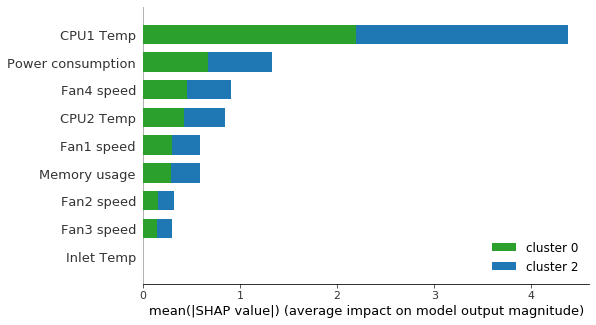 CPU1 Temp
Power consumption
Fan4 speed
CPU2 Temp
Fan1 speed
Memory usage
Fan2 speed
Fan3 speed
Inlet Temp
cluster 0
cluster 2
0 1 2 3 4
mean(|SHAP value|) (average impact on model output magnitude)